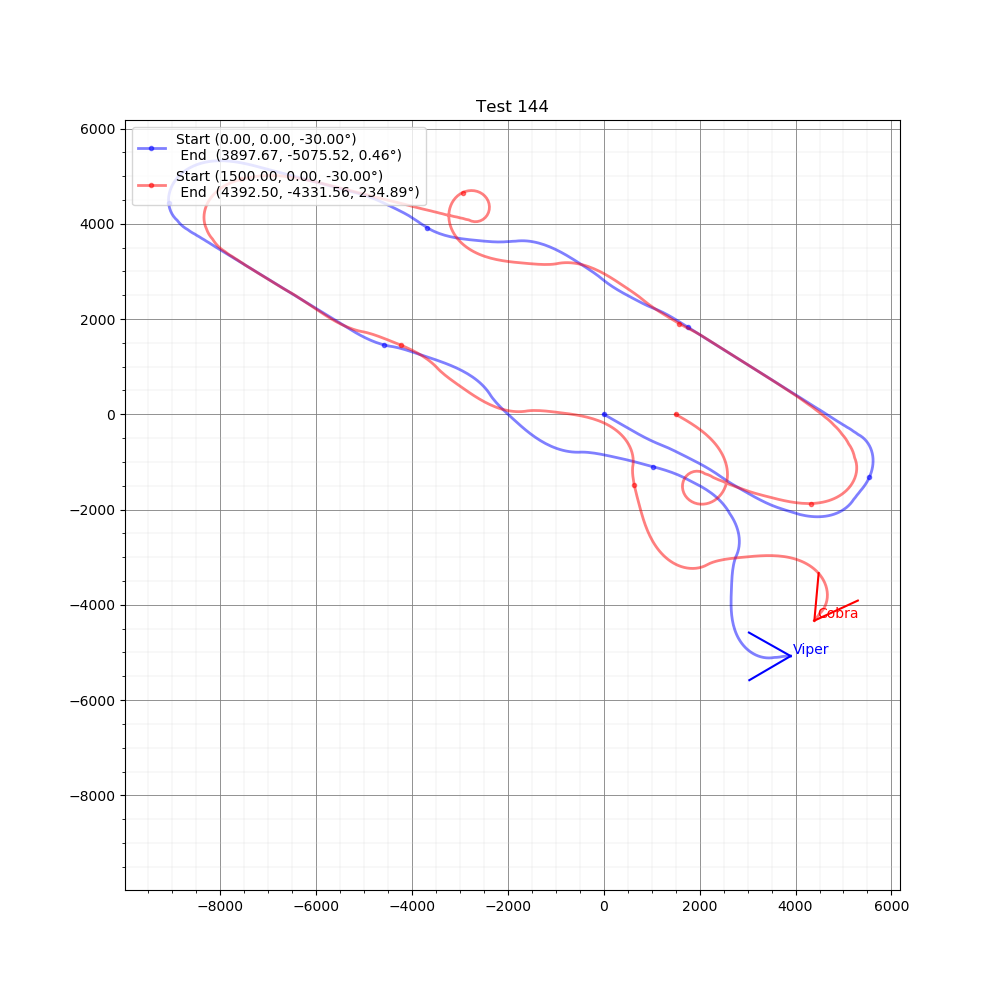 Test 144
Start (0.00, 0.00, -30.00°)
End (3897.67, -5075.52, 0.46°)
Start (1500.00, 0.00, -30.00°)
End (4392.50, -4331.56, 234.89°)
6000
4000
2000
0
−2000
−4000
−6000
−8000
Cobra
Viper
−8000 −6000 −4000 −2000 0 2000 4000 6000